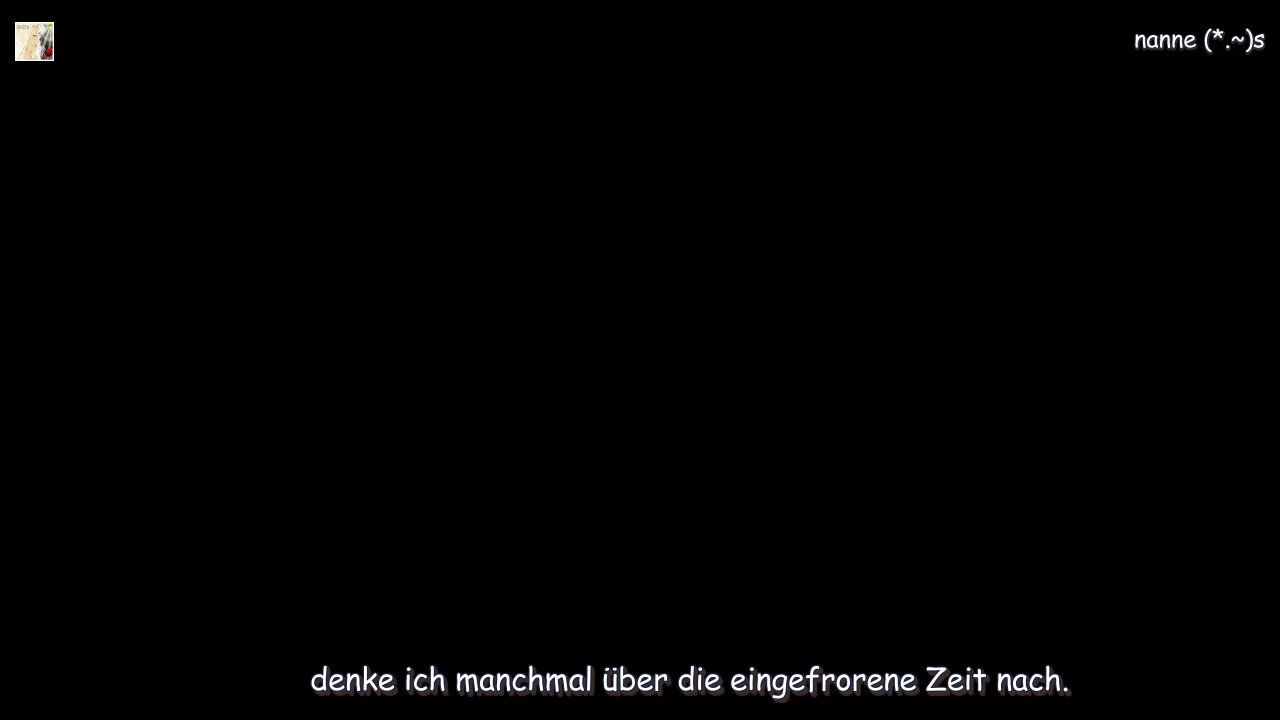 nanne (*.~)s
denke ich manchmal über die eingefrorene Zeit nach.